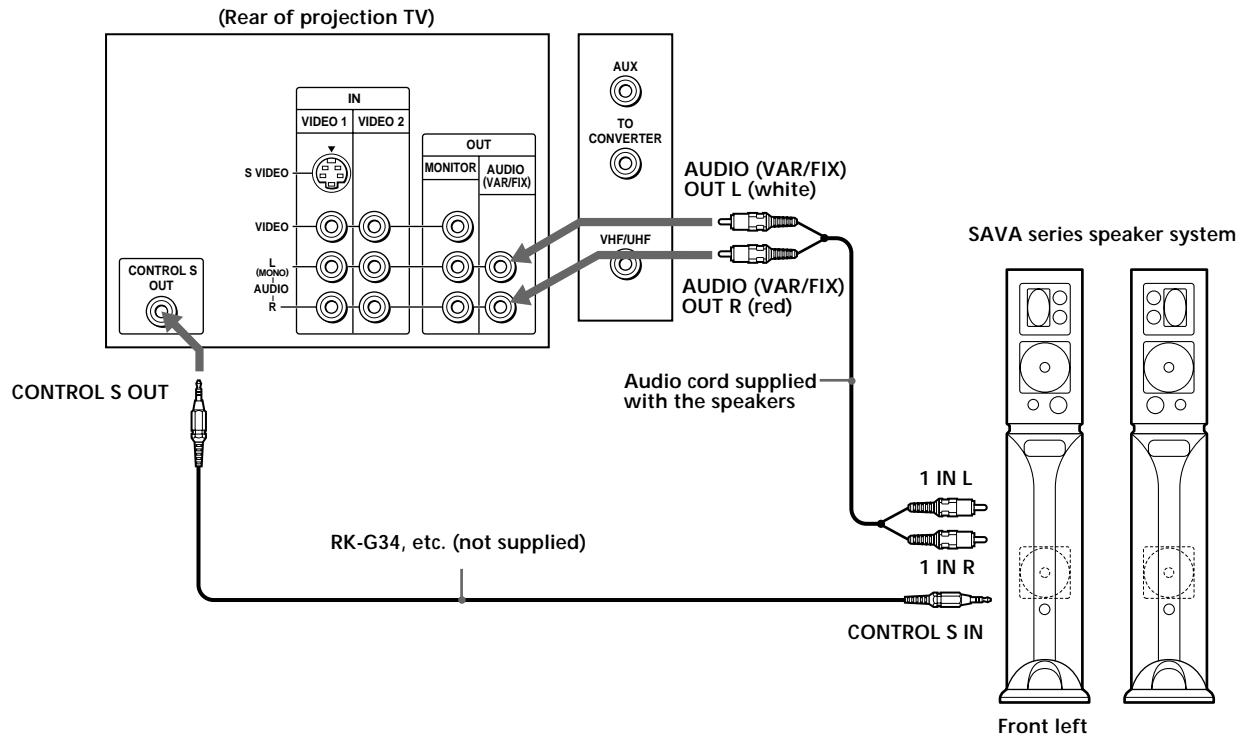 (Rear of projection TV)
IN
VIDEO 1 VIDEO 2
S VIDEO
VIDEO
L
(MONO)
AUDIO
R
OUT
MONITOR
AUDIO
(VAR/FIX)
CONTROL S
OUT
AUX
TO
CONVERTER
VHF/UHF
AUDIO (VAR/FIX)
OUT L (white)
AUDIO (VAR/FIX)
OUT R (red)
SAVA series speaker system
CONTROL S OUT
Audio cord supplied
with the speakers
1 IN L
1 IN R
RK-G34, etc. (not supplied)
CONTROL S IN
Front left